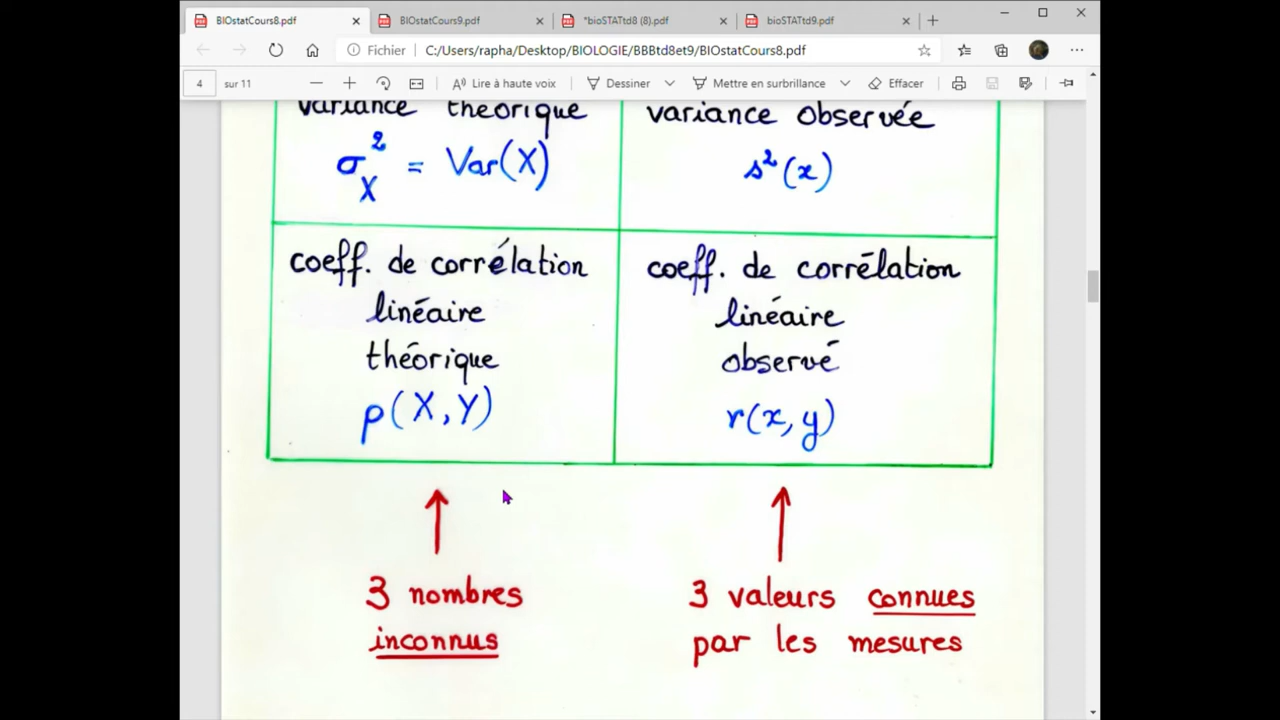 BIOstatCours8.pdf
BIOstatCours9.pdf
*bioSTATtd8 (8).pdf
bioSTATtd9.pdf
Fichier C:/Users/rapha/Desktop/BIOLOGIE/BBBtd8et9/BIOstatCours8.pdf
4 sur 11 Lire à haute voix Dessiner Mettre en surbrillance Effacer
variance théorique
σ²X = Var(X)
variance observée
s²(x)
coeff. de corrélation
linéaire
théorique
ρ(X,Y)
coeff. de corrélation
linéaire
observé
r(x,y)
3 nombres
inconnus
3 valeurs connues
par les mesures